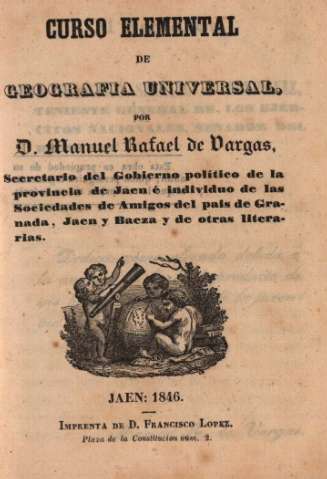 CURSO ELEMENTAL
DE
GEOGRAFIA UNIVERSAL,
POR
D. Manuel Rafael de Vargas,
Secretario del Gobierno político de la
provincia de Jaen é individuo de las
Sociedades de Amigos del pais de Gra-
nada, Jaen y Baeza y de otras litera-
rias.
JAEN: 1846.
IMPRENTA DE D. FRANCISCO LOPEZ.
Plaza de la Constitucion núm. 2.